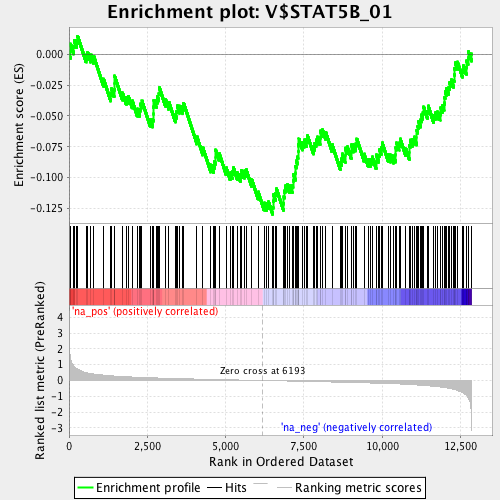 Enrichment plot: V$STAT5B_01
Enrichment score (ES)
0.000
-0.025
-0.050
-0.075
-0.100
-0.125
'na_pos' (positively correlated)
Ranked list metric (PreRanked)
4
3
2
1
0
-1
-2
-3
Zero cross at 6193
'na_neg' (negatively correlated)
0
2,500
5,000
7,500
10,000
12,500
Rank in Ordered Dataset
Enrichment profile
Hits
Ranking metric scores